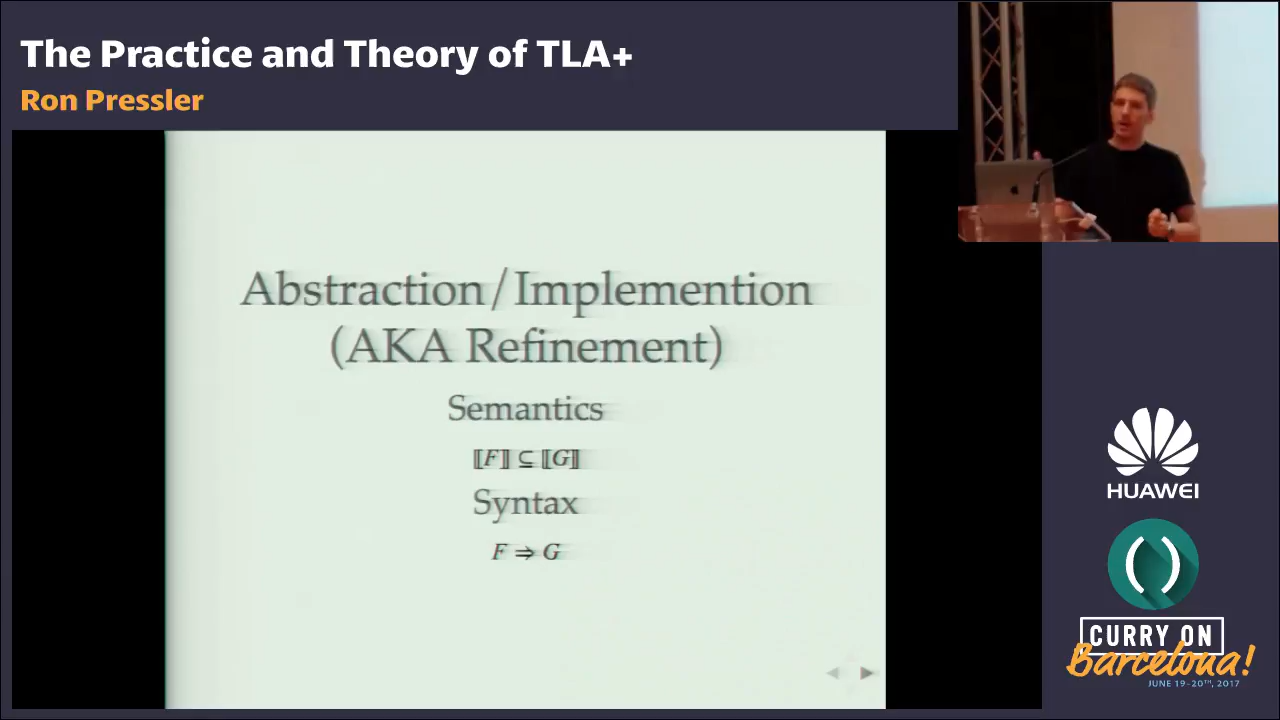 The Practice and Theory of TLA+
Ron Pressler
Abstraction/Implemention
(AKA Refinement)
Semantics
⟦F⟧ ⊆ ⟦G⟧
Syntax
F ⇒ G
HUAWEI
CURRY ON
Barcelona!
JUNE 19-20TH, 2017